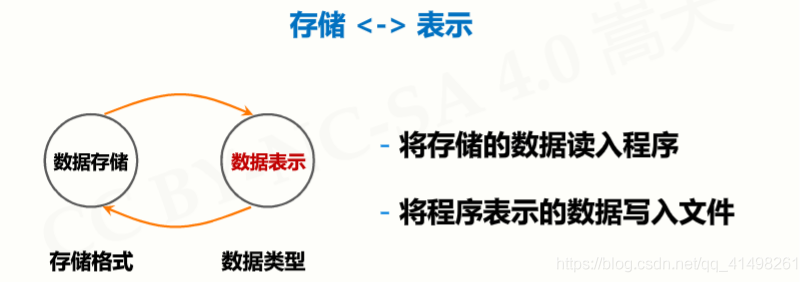 存储 <-> 表示
CC BY-NC-SA 4.0 嵩天
数据存储
数据表示
- 将存储的数据读入程序
- 将程序表示的数据写入文件
存储格式
数据类型
https://blog.csdn.net/qq_41498261